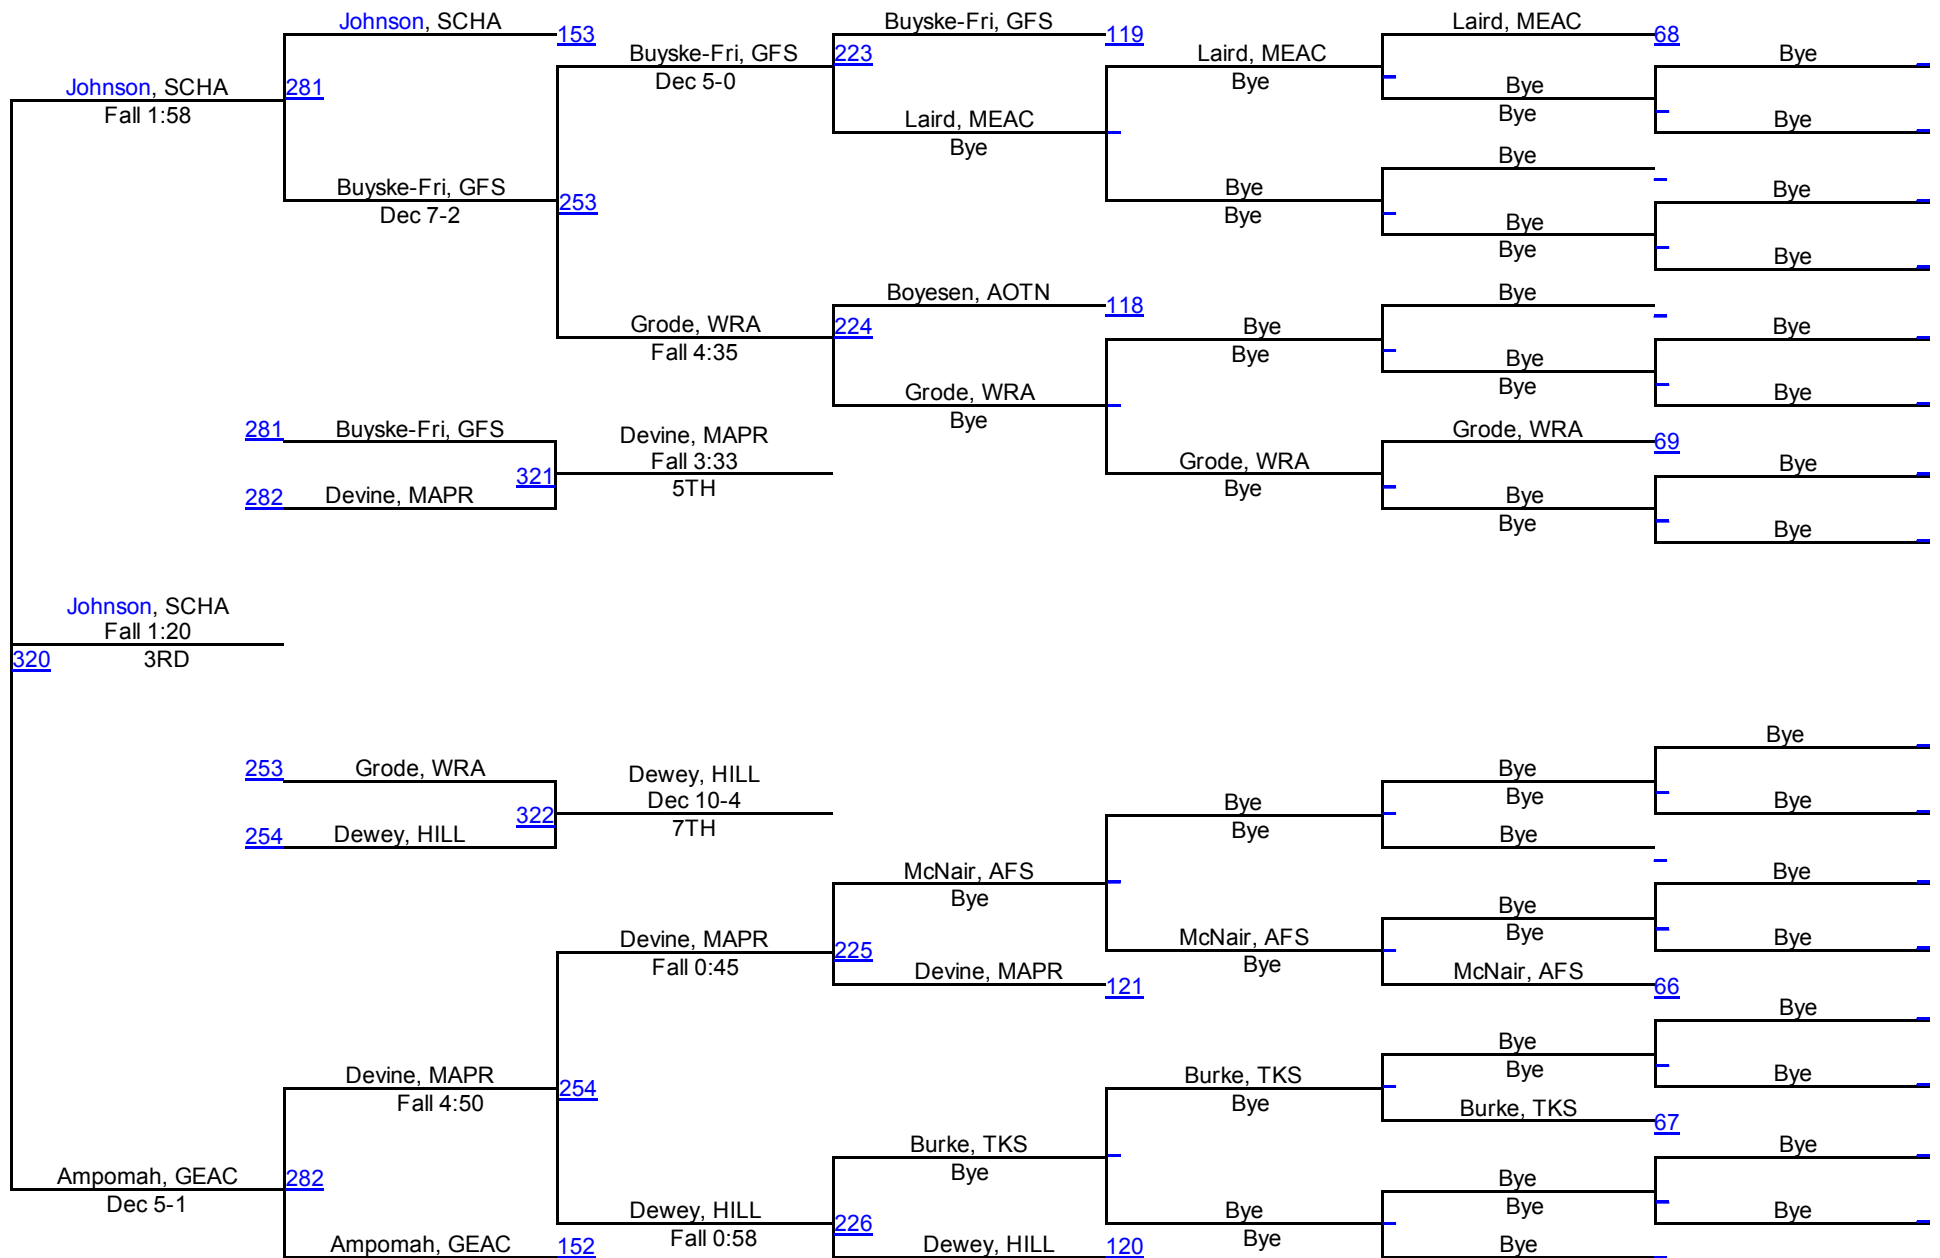 Johnson, SCHA
153
Buyske-Fri, GFS
119
Laird, MEAC
68
Buyske-Fri, GFS
223
Dec 5-0
Laird, MEAC
Bye
Bye
Johnson, SCHA
281
Fall 1:58
Bye
Bye
Laird, MEAC
Bye
Bye
Bye
Buyske-Fri, GFS
253
Dec 7-2
Bye
Bye
Bye
Bye
Bye
Bye
Boyesen, AOTN
118
Bye
Grode, WRA
224
Fall 4:35
Bye
Bye
Bye
Bye
Bye
Grode, WRA
Bye
Bye
281
Buyske-Fri, GFS
Devine, MAPR
Fall 3:33
321
5TH
282
Devine, MAPR
Grode, WRA
69
Grode, WRA
Bye
Bye
Bye
Bye
Bye
Johnson, SCHA
Fall 1:20
320
3RD
Bye
253
Grode, WRA
Dewey, HILL
Dec 10-4
322
7TH
254
Dewey, HILL
Bye
Bye
Bye
Bye
Bye
Bye
McNair, AFS
Bye
Bye
Bye
Bye
Devine, MAPR
225
Fall 0:45
McNair, AFS
Bye
Bye
Devine, MAPR
121
McNair, AFS
66
Bye
Bye
Bye
Devine, MAPR
254
Fall 4:50
Burke, TKS
Bye
Bye
Burke, TKS
67
Burke, TKS
Bye
Bye
Ampomah, GEAC
282
Dec 5-1
Bye
Bye
Dewey, HILL
226
Fall 0:58
Bye
Bye
Bye
Ampomah, GEAC
152
Dewey, HILL
120
Bye